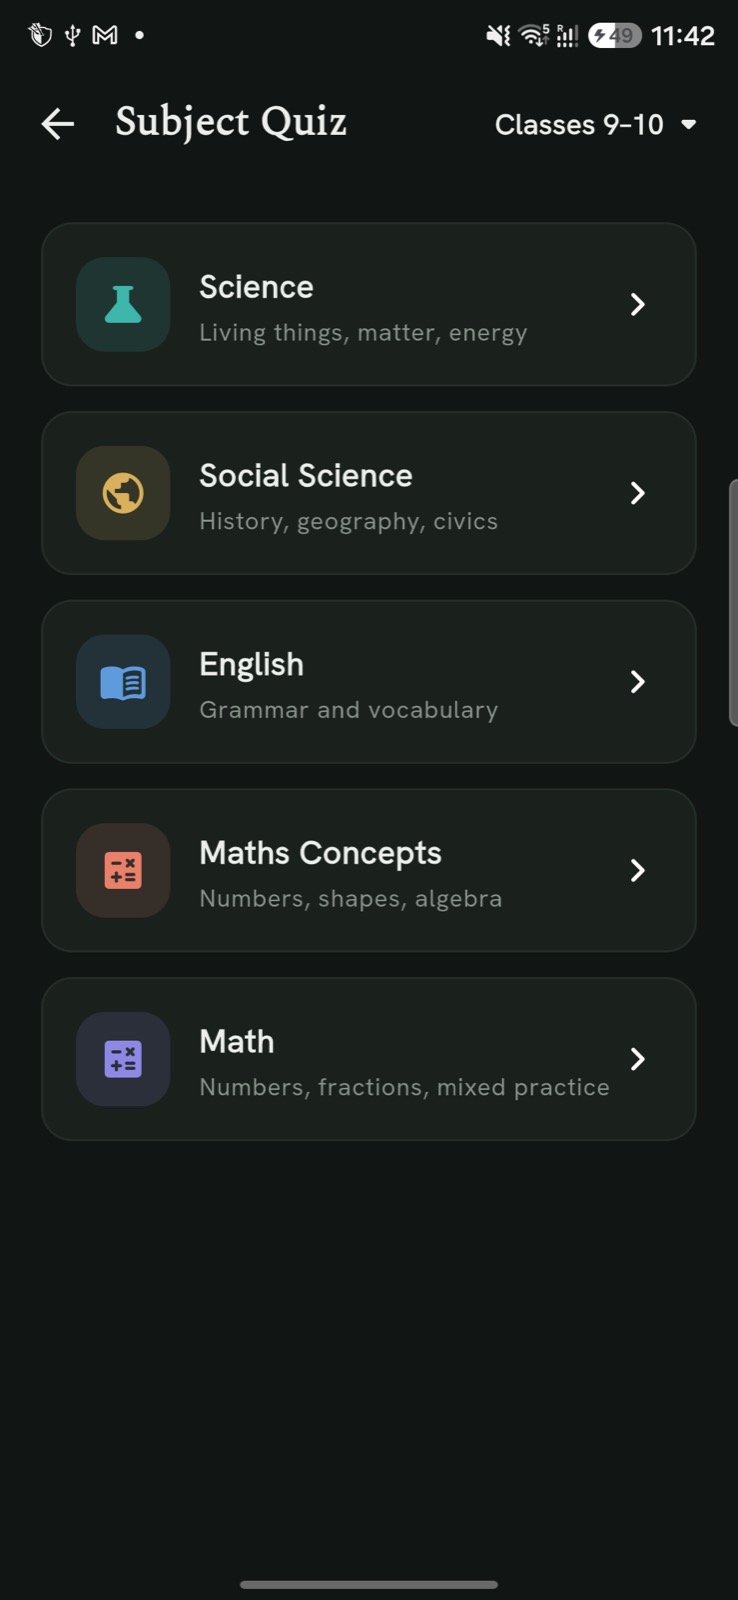 49 11:42
Subject Quiz
Classes 9–10
Science
Living things, matter, energy
Social Science
History, geography, civics
English
Grammar and vocabulary
Maths Concepts
Numbers, shapes, algebra
Math
Numbers, fractions, mixed practice